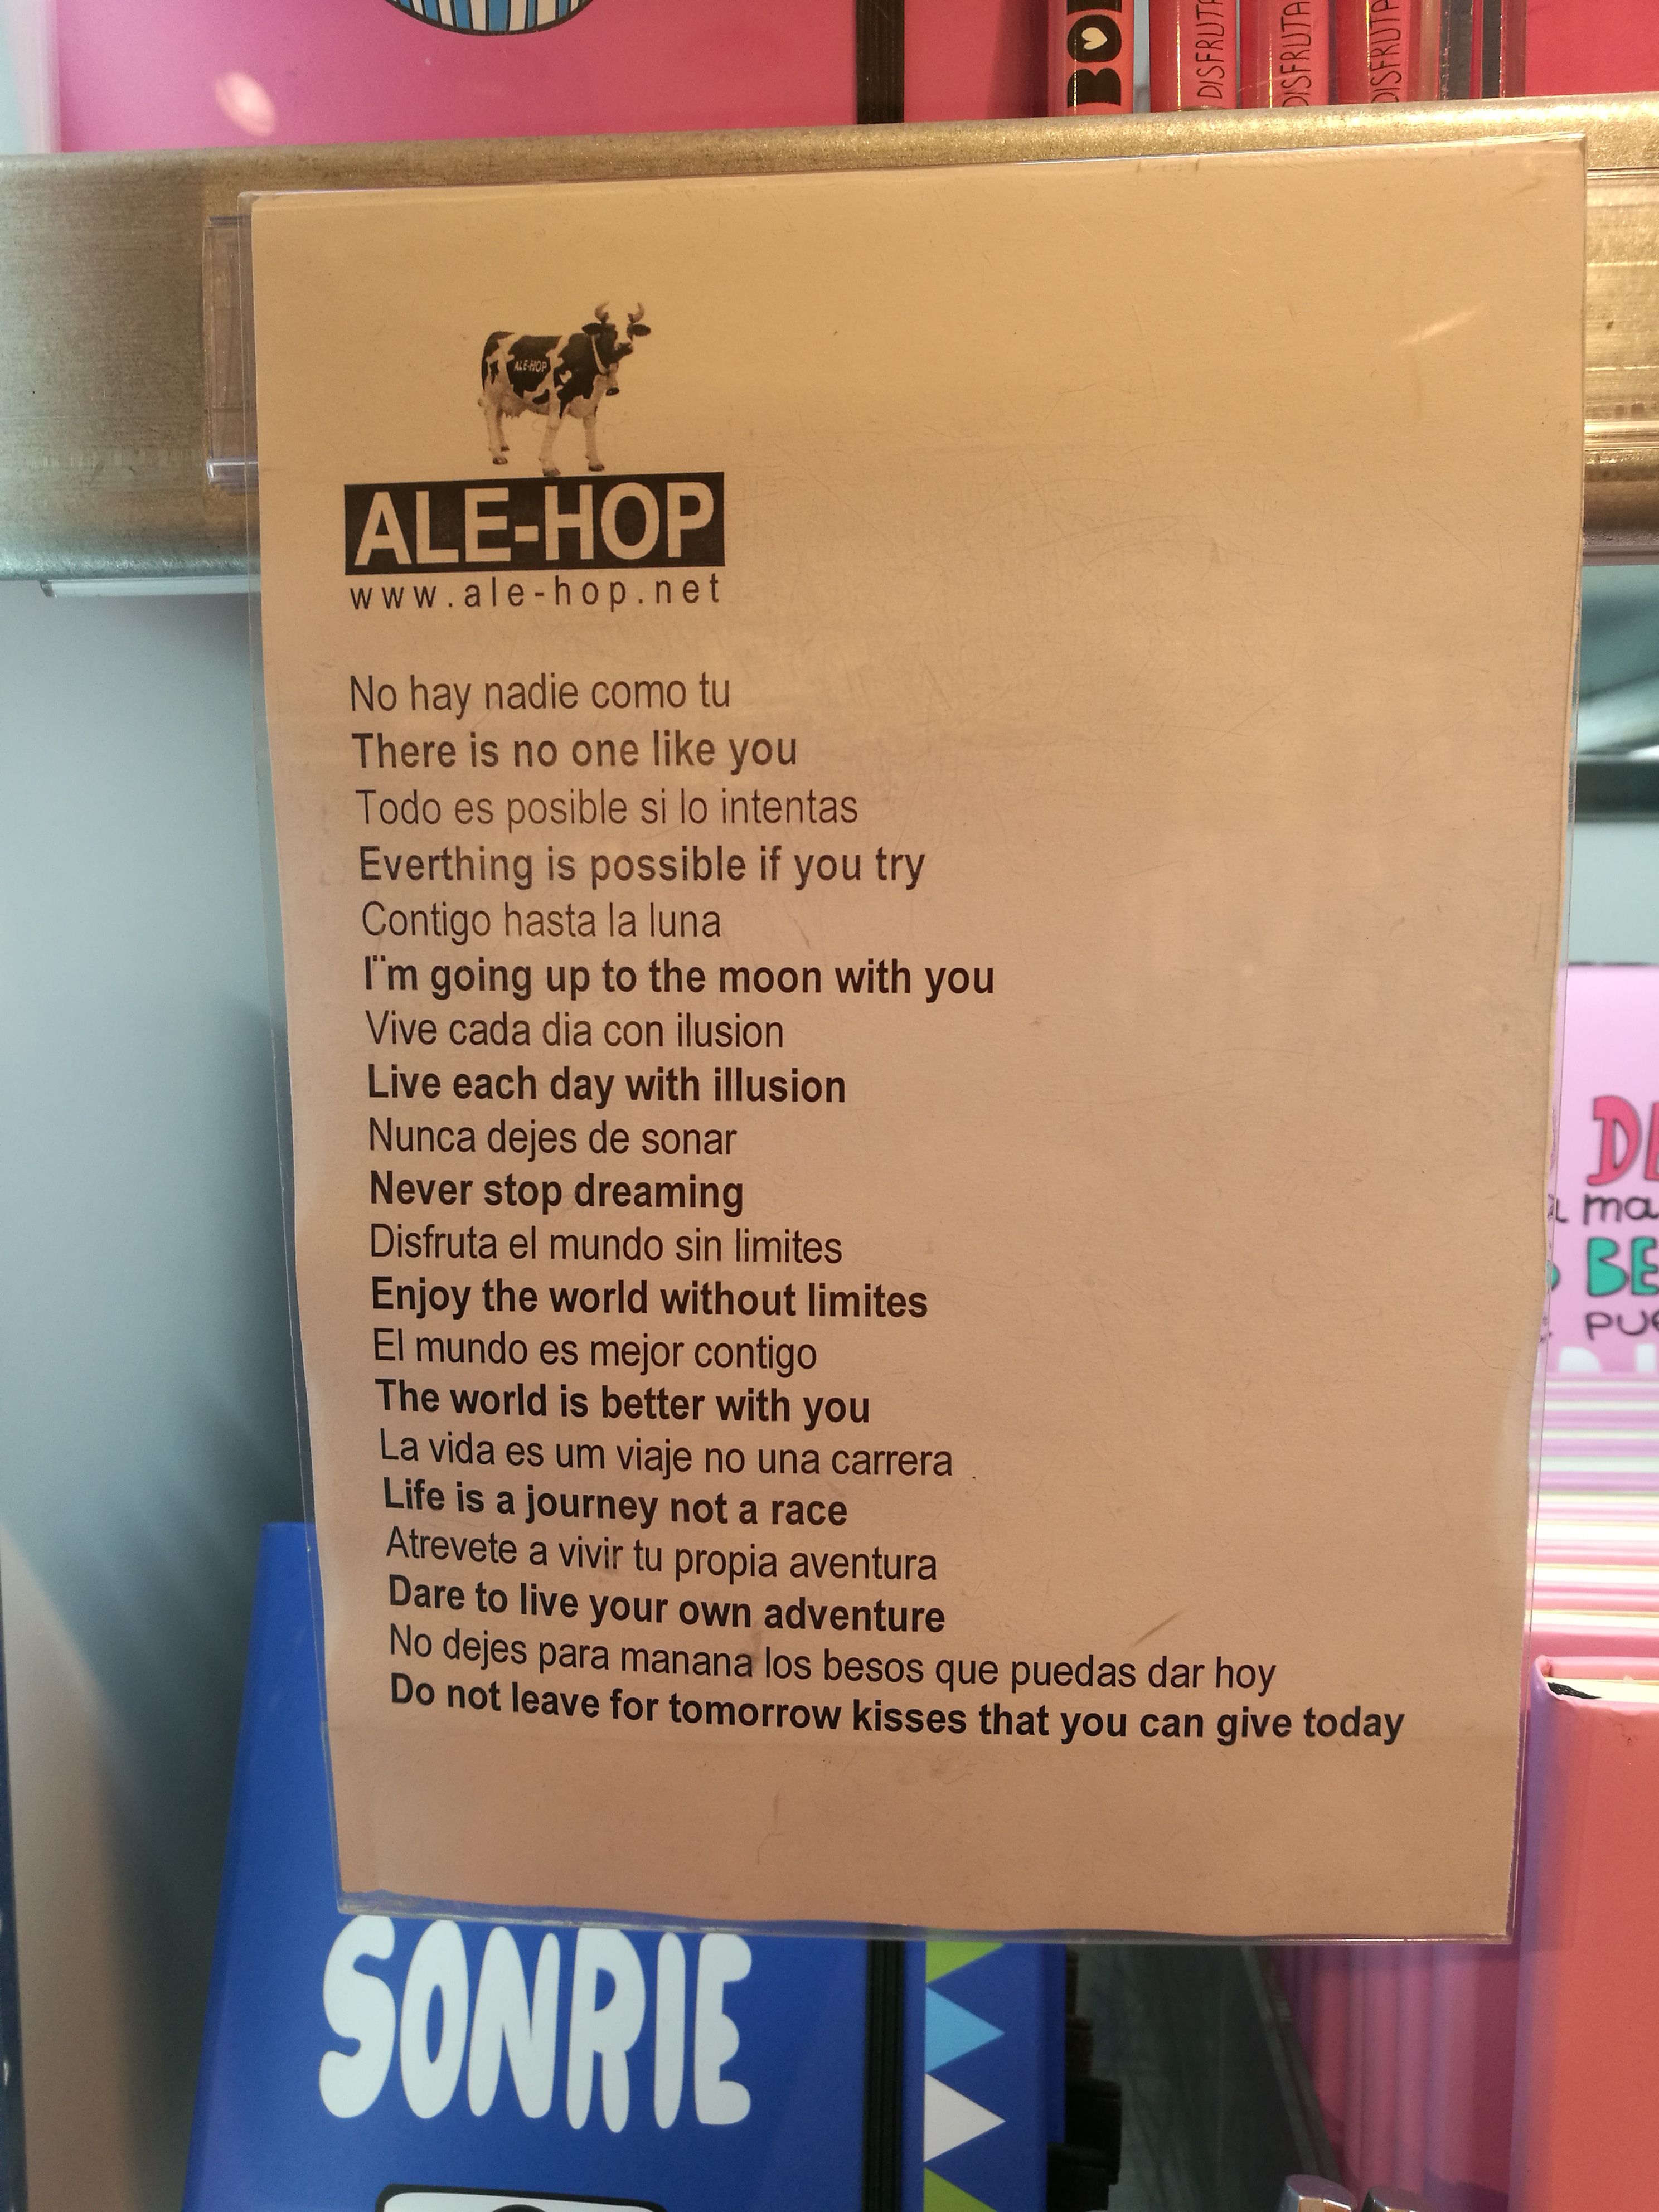 BO
DISFRUTA
DISFRUTA
DISFRUTA
ALE-HOP
ALE-HOP
www.ale-hop.net
No hay nadie como tu
There is no one like you
Todo es posible si lo intentas
Everthing is possible if you try
Contigo hasta la luna
I¨m going up to the moon with you
Vive cada dia con ilusion
Live each day with illusion
Nunca dejes de sonar
Never stop dreaming
Disfruta el mundo sin limites
Enjoy the world without limites
El mundo es mejor contigo
The world is better with you
La vida es um viaje no una carrera
Life is a journey not a race
Atrevete a vivir tu propia aventura
Dare to live your own adventure
No dejes para manana los besos que puedas dar hoy
Do not leave for tomorrow kisses that you can give today
SONRIE